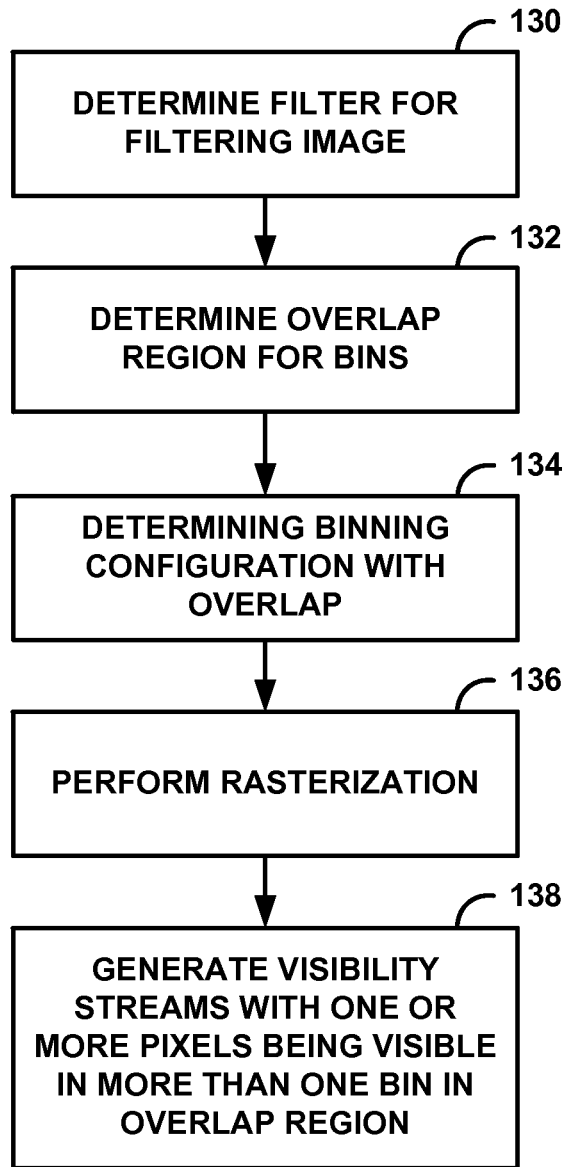 130
DETERMINE FILTER FOR
FILTERING IMAGE
132
DETERMINE OVERLAP
REGION FOR BINS
134
DETERMINING BINNING
CONFIGURATION WITH
OVERLAP
136
PERFORM RASTERIZATION
138
GENERATE VISIBILITY
STREAMS WITH ONE OR
MORE PIXELS BEING VISIBLE
IN MORE THAN ONE BIN IN
OVERLAP REGION